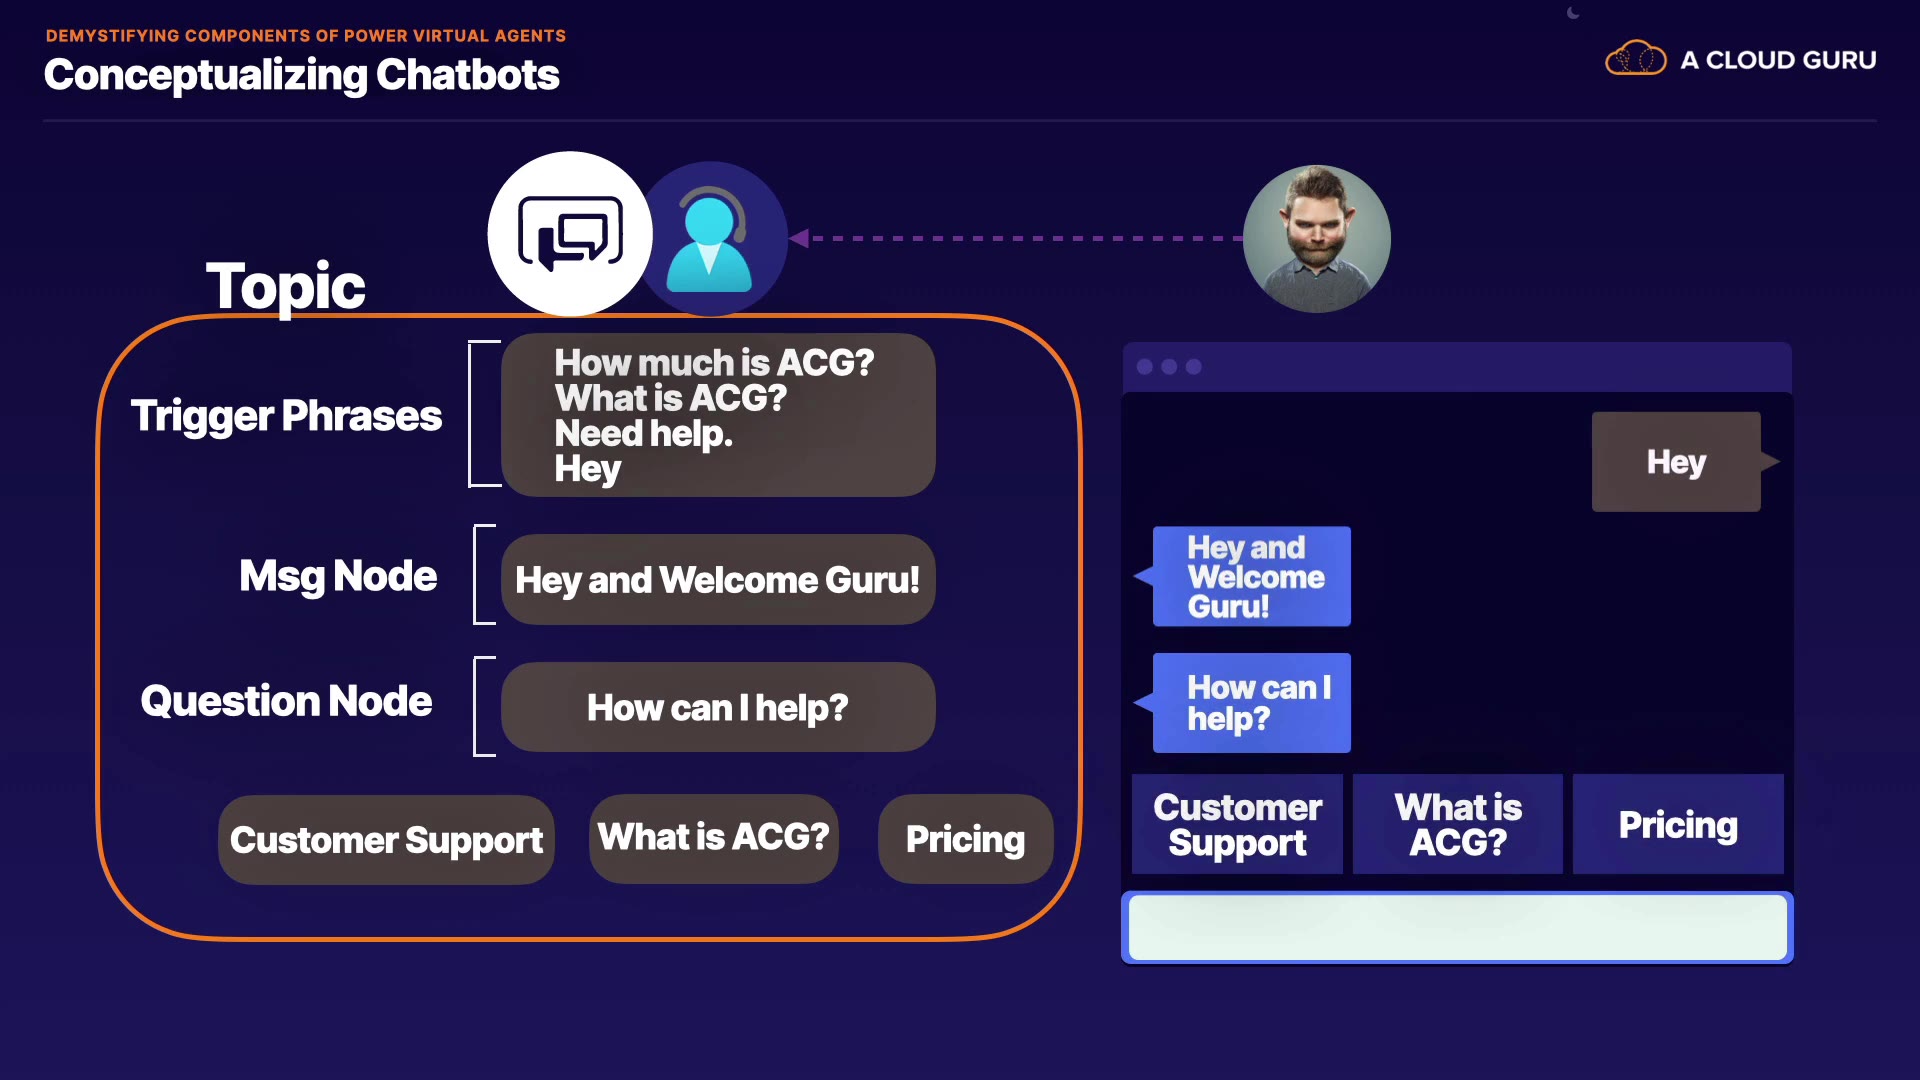 DEMYSTIFYING COMPONENTS OF POWER VIRTUAL AGENTS
Conceptualizing Chatbots
A CLOUD GURU
Topic
Trigger Phrases
How much is ACG?
What is ACG?
Need help.
Hey
Msg Node
Hey and Welcome Guru!
Question Node
How can I help?
Customer Support
What is ACG?
Pricing
Hey
Hey and
Welcome
Guru!
How can I
help?
Customer
Support
What is
ACG?
Pricing